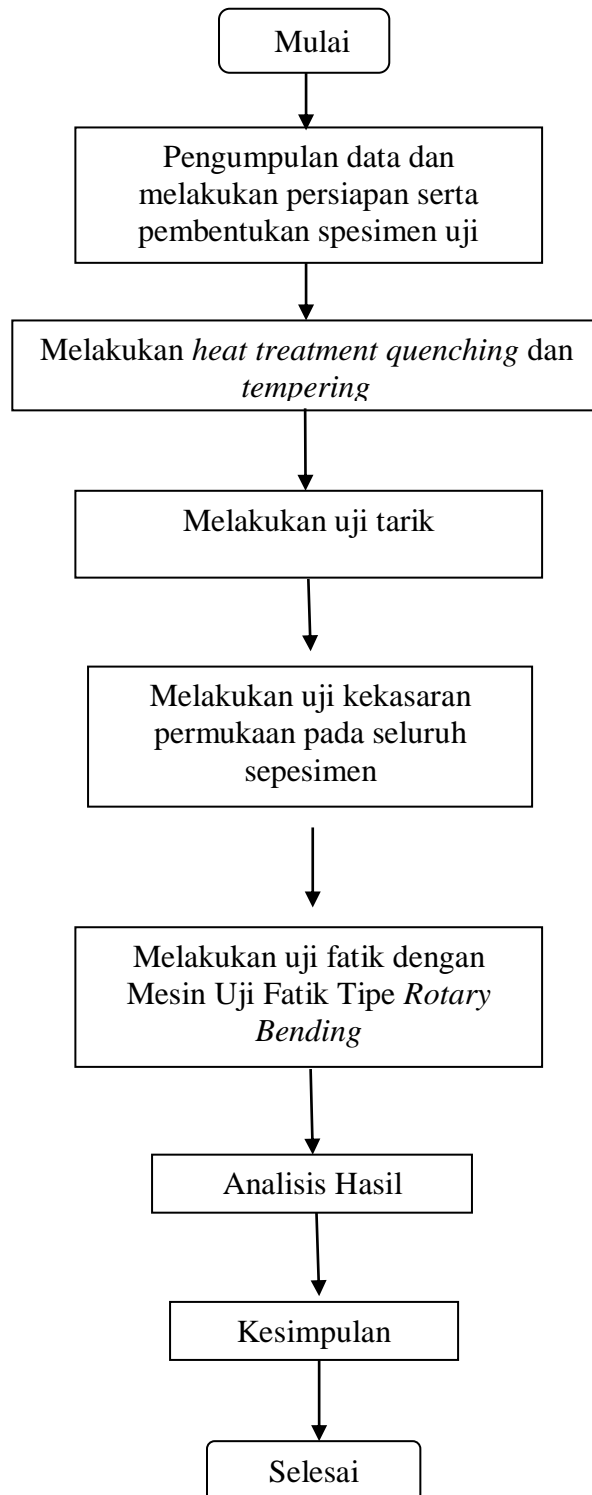 Mulai
Pengumpulan data dan
melakukan persiapan serta
pembentukan spesimen uji
Melakukan heat treatment quenching dan
tempering
Melakukan uji tarik
Melakukan uji kekasaran
permukaan pada seluruh
sepesimen
Melakukan uji fatik dengan
Mesin Uji Fatik Tipe Rotary
Bending
Analisis Hasil
Kesimpulan
Selesai